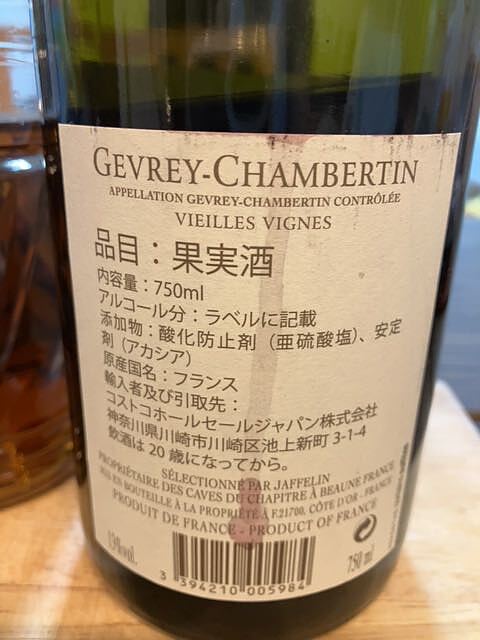 GEVREY-CHAMBERTIN
APPELLATION GEVREY-CHAMBERTIN CONTRÔLÉE
VIEILLES VIGNES
品目：果実酒
内容量：750ml
アルコール分：ラベルに記載
添加物：酸化防止剤（亜硫酸塩）、安定
剤（アカシア）
原産国名：フランス
輸入者及び引取先：
コストコホールセールジャパン株式会社
神奈川県川崎市川崎区池上新町 3-1-4
飲酒は 20 歳になってから。
SÉLECTIONNÉ PAR JAFFELIN
PROPRIÉTAIRE DES CAVES DU CHAPITRE À BEAUNE FRANCE
MIS EN BOUTEILLE À LA PROPRIÉTÉ À F.21700, CÔTE D'OR - FRANCE
PRODUIT DE FRANCE - PRODUCT OF FRANCE
13%vol.
750 ml
3 394210 005984